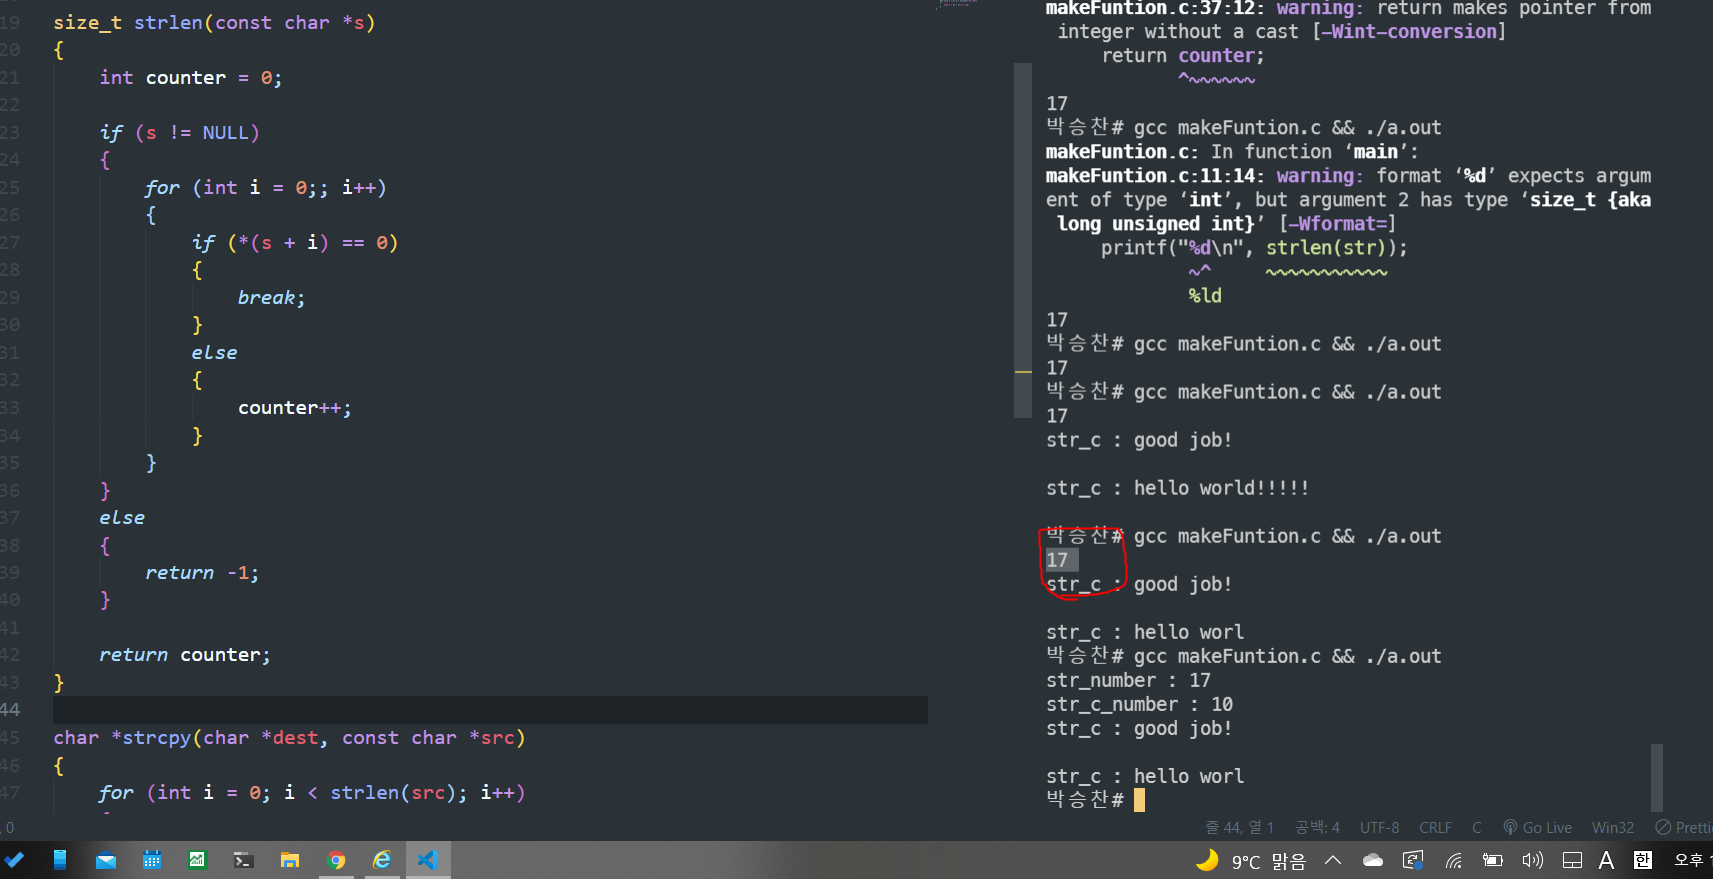 19 size_t strlen(const char *s)
20 {
21 int counter = 0;
22
23 if (s != NULL)
24 {
25 for (int i = 0;; i++)
26 {
27 if (*(s + i) == 0)
28 {
29 break;
30 }
31 else
32 {
33 counter++;
34 }
35 }
36 }
37 else
38 {
39 return -1;
40 }
41
42 return counter;
43 }
44
45 char *strcpy(char *dest, const char *src)
46 {
47 for (int i = 0; i < strlen(src); i++)
makeFuntion.c:37:12: warning: return makes pointer from
integer without a cast [-Wint-conversion]
return counter;
^~~~~~~
17
박승찬# gcc makeFuntion.c && ./a.out
makeFuntion.c: In function ‘main’:
makeFuntion.c:11:14: warning: format ‘%d’ expects argum
ent of type ‘int’, but argument 2 has type ‘size_t {aka
long unsigned int}’ [-Wformat=]
printf("%d\n", strlen(str));
~^ ~~~~~~~~~~~
%ld
17
박승찬# gcc makeFuntion.c && ./a.out
17
박승찬# gcc makeFuntion.c && ./a.out
17
str_c : good job!
str_c : hello world!!!!!
박승찬# gcc makeFuntion.c && ./a.out
17
str_c : good job!
str_c : hello worl
박승찬# gcc makeFuntion.c && ./a.out
str_number : 17
str_c_number : 10
str_c : good job!
str_c : hello worl
박승찬#
, 0
줄 44, 열 1 공백: 4 UTF-8 CRLF C Go Live Win32 Pretti
9°C 맑음 A 한 오후 1